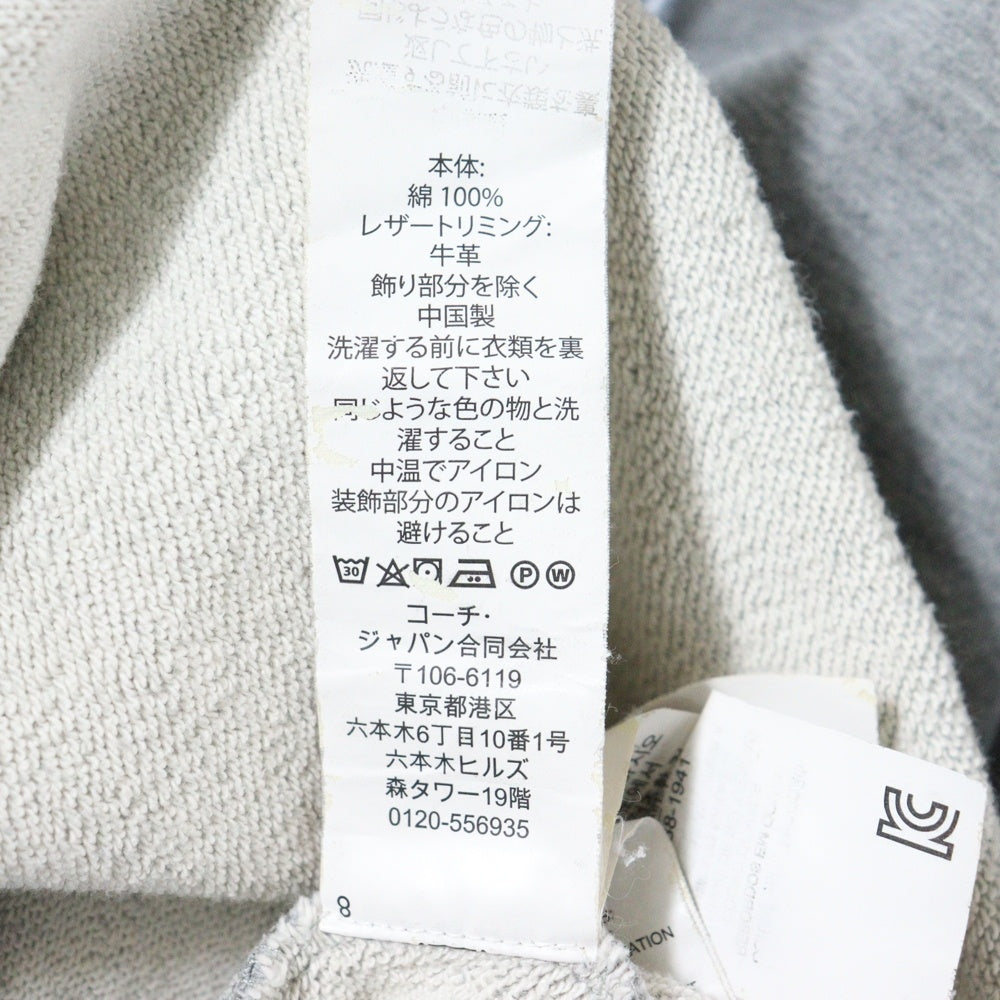 本体:
綿 100%
レザートリミング:
牛革
飾り部分を除く
中国製
洗濯する前に衣類を裏
返して下さい
同じような色の物と洗
濯すること
中温でアイロン
装飾部分のアイロンは
避けること
30
P W
コーチ・
ジャパン合同会社
〒106-6119
東京都港区
六本木6丁目10番1号
六本木ヒルズ
森タワー19階
0120-556935
8
8-1941
ATION